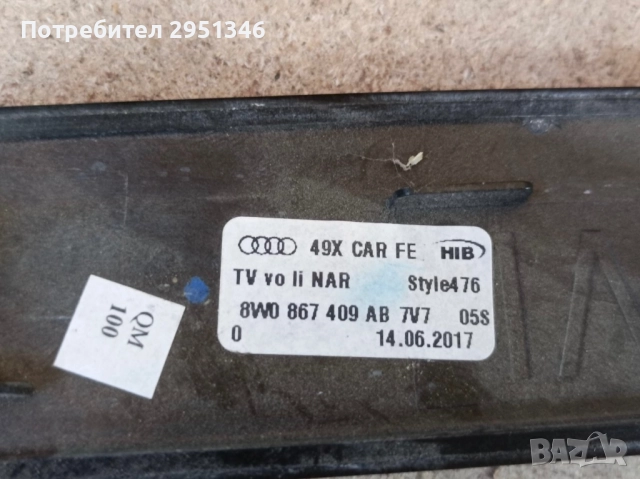 Потребител 2951346
49X CAR FE HIB
TV vo li NAR Style476
8W0 867 409 AB 7V7 05S
0 14.06.2017
QM
100
BAZAR